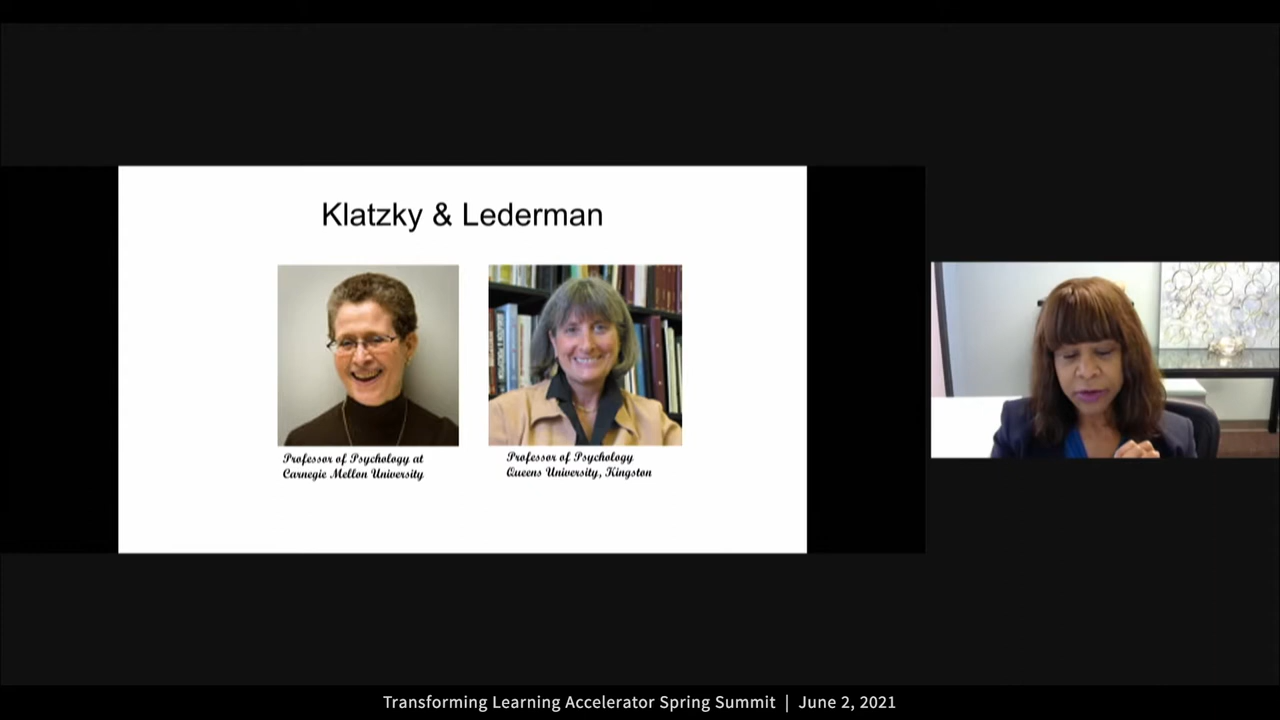 Klatzky & Lederman
Professor of Psychology at
Carnegie Mellon University
Professor of Psychology
Queens University, Kingston
Transforming Learning Accelerator Spring Summit | June 2, 2021